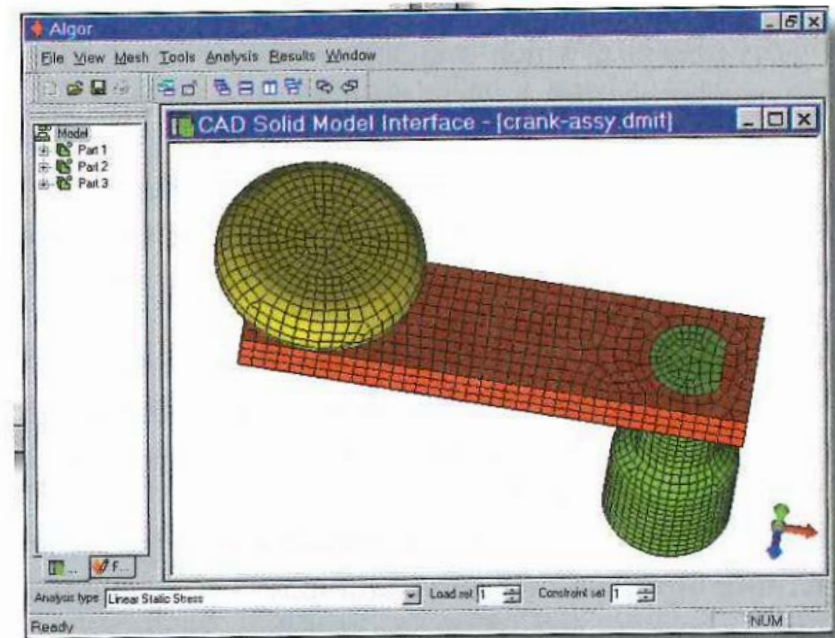 Algor
File View Mesh Tools Analysis Results Window
Model
Part 1
Part 2
Part 3
CAD Solid Model Interface - [crank-assy.dmit]
F...
Analysis type Linear Static Stress Load set 1 Constraint set 1
Ready NUM